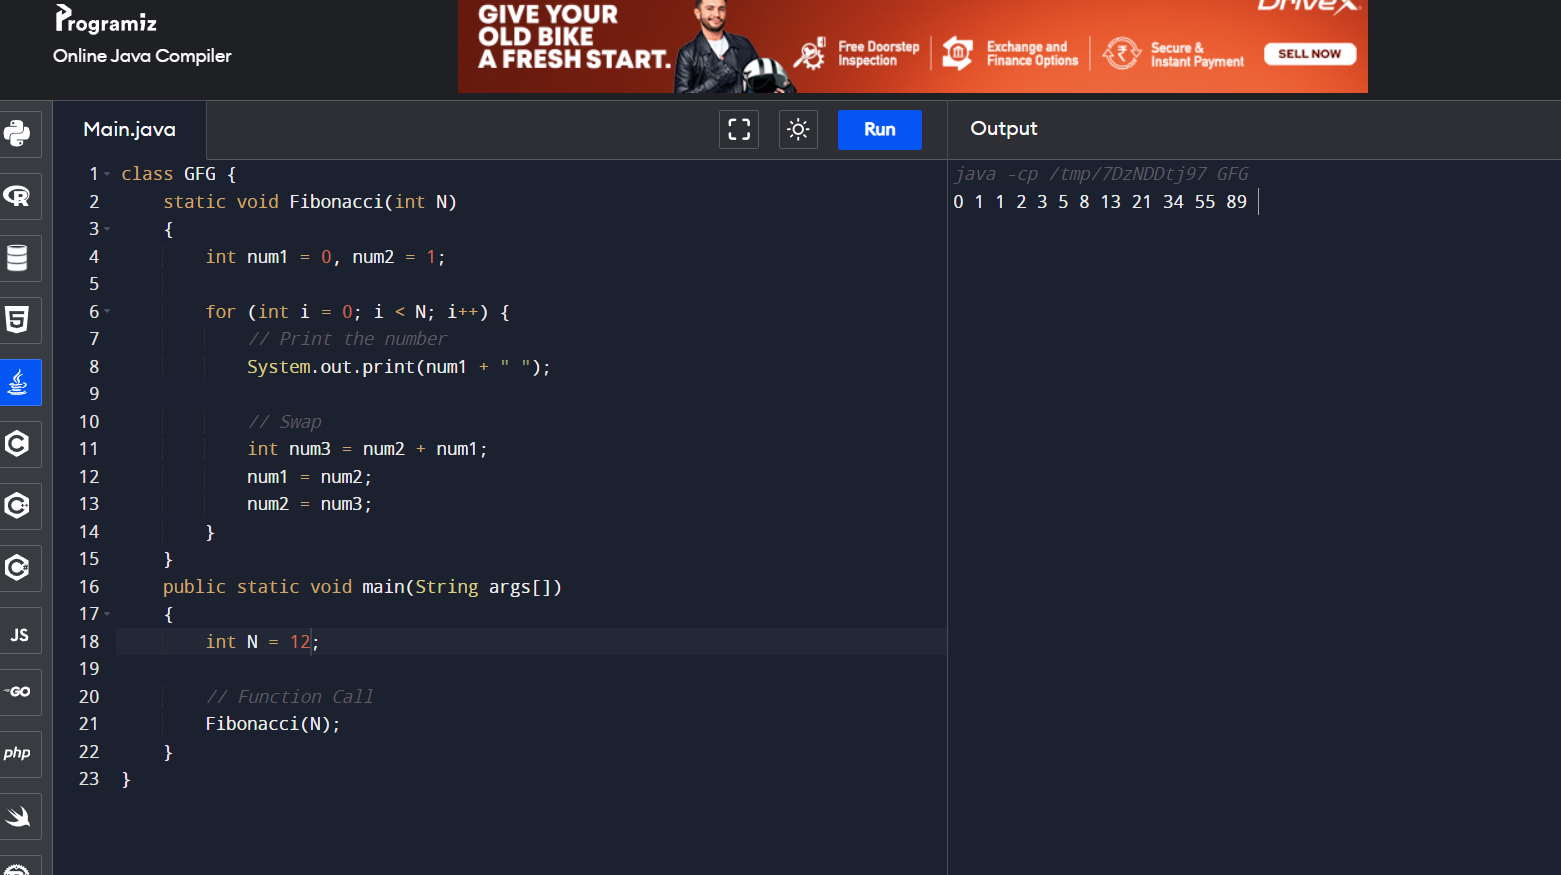 Programiz
Online Java Compiler
GIVE YOUR
OLD BIKE
A FRESH START.
Free Doorstep
Inspection
Exchange and
Finance Options
Secure &
Instant Payment
DriveX
SELL NOW
Main.java
Run
Output
1 class GFG {
2     static void Fibonacci(int N)
3     {
4         int num1 = 0, num2 = 1;
5
6         for (int i = 0; i < N; i++) {
7             // Print the number
8             System.out.print(num1 + " ");
9
10             // Swap
11             int num3 = num2 + num1;
12             num1 = num2;
13             num2 = num3;
14         }
15     }
16     public static void main(String args[])
17     {
18         int N = 12;
19
20         // Function Call
21         Fibonacci(N);
22     }
23 }
java -cp /tmp/7DzNDDtj97 GFG
0 1 1 2 3 5 8 13 21 34 55 89
R
5
C
C
C
JS
GO
php